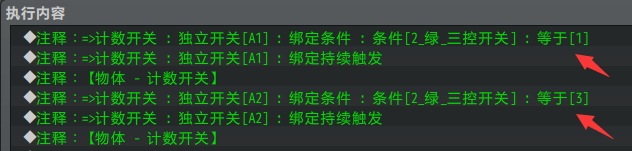 执行内容
◆注释：=>计数开关 : 独立开关[A1] : 绑定条件 : 条件[2_绿_三控开关] : 等于[1]
◆注释：=>计数开关 : 独立开关[A1] : 绑定持续触发
◆注释：【物体 - 计数开关】
◆注释：=>计数开关 : 独立开关[A2] : 绑定条件 : 条件[2_绿_三控开关] : 等于[3]
◆注释：=>计数开关 : 独立开关[A2] : 绑定持续触发
◆注释：【物体 - 计数开关】